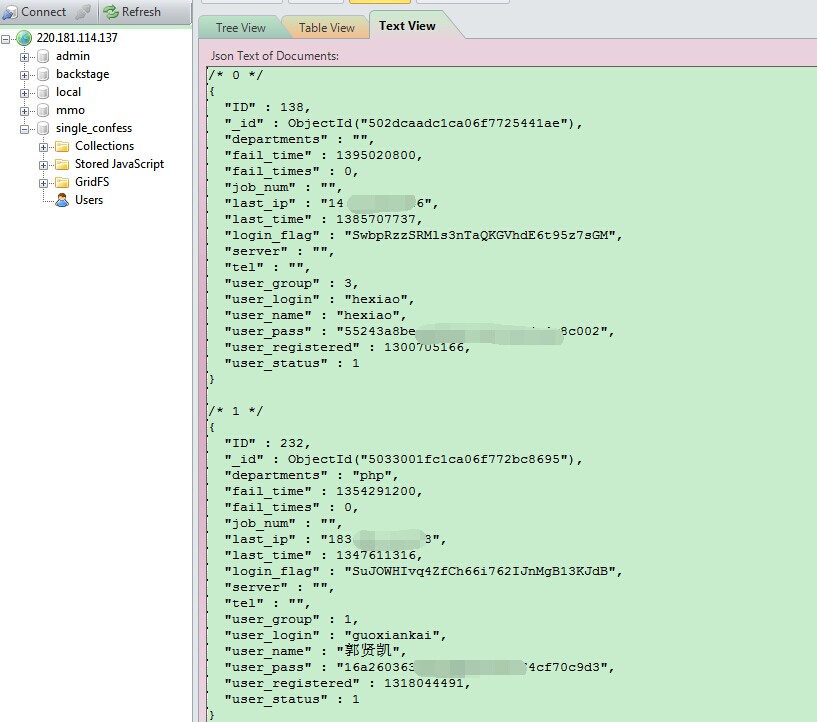 Connect Refresh
220.181.114.137
admin
backstage
local
mmo
single_confess
Collections
Stored JavaScript
GridFS
Users
Tree View Table View Text View
Json Text of Documents:
/* 0 */
{
"ID" : 138,
"_id" : ObjectId("502dcaadc1ca06f7725441ae"),
"departments" : "",
"fail_time" : 1395020800,
"fail_times" : 0,
"job_num" : "",
"last_ip" : "14 6",
"last_time" : 1385707737,
"login_flag" : "SwbpRzzSRMls3nTaQKGVhdE6t95z7sGM",
"server" : "",
"tel" : "",
"user_group" : 3,
"user_login" : "hexiao",
"user_name" : "hexiao",
"user_pass" : "55243a8be 8c002",
"user_registered" : 1300705166,
"user_status" : 1
}
/* 1 */
{
"ID" : 232,
"_id" : ObjectId("5033001fc1ca06f772bc8695"),
"departments" : "php",
"fail_time" : 1354291200,
"fail_times" : 0,
"job_num" : "",
"last_ip" : "183 3",
"last_time" : 1347611316,
"login_flag" : "SuJOWHIvq4ZfCh66i762IJnMgB13KJdB",
"server" : "",
"tel" : "",
"user_group" : 1,
"user_login" : "guoxiankai",
"user_name" : "郭贤凯",
"user_pass" : "16a260363 4cf70c9d3",
"user_registered" : 1318044491,
"user_status" : 1
}